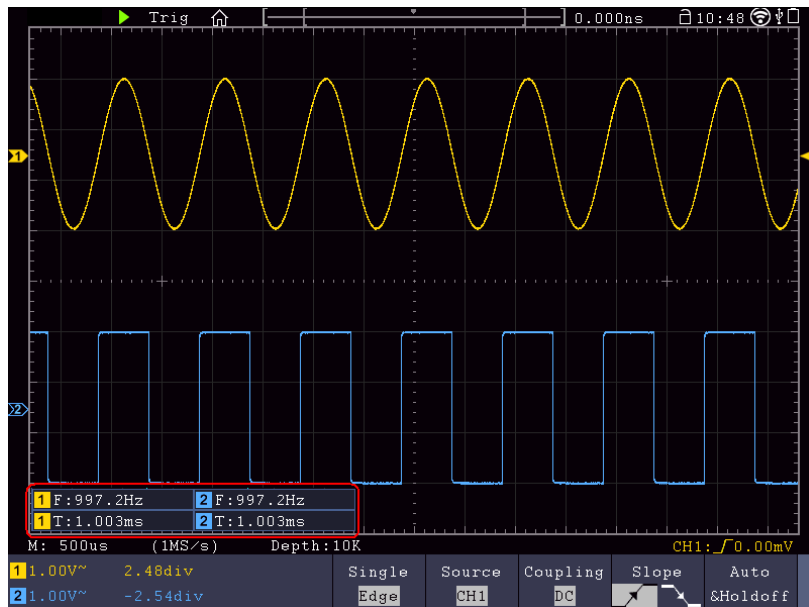 Trig 0.000ns 10:48
1
2
1 F:997.2Hz 2 F:997.2Hz
1 T:1.003ms 2 T:1.003ms
M: 500us (1MS/s) Depth:10K CH1: 0.00mV
1 1.00V~ 2.48div Single Source Coupling Slope Auto
2 1.00V~ -2.54div Edge CH1 DC &Holdoff